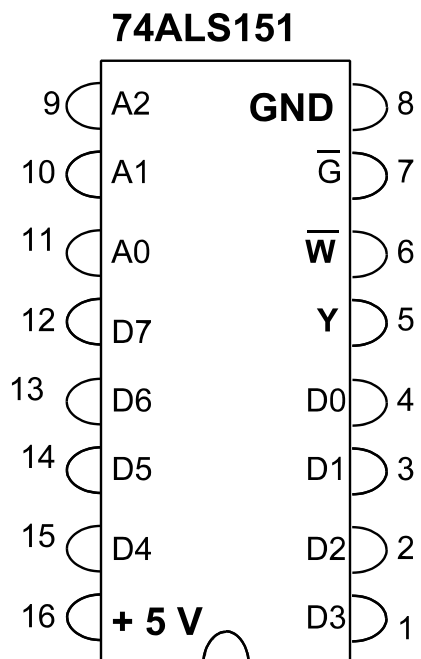 74ALS151
9 A2 GND 8
10 A1 G̅ 7
11 A0 W̅ 6
12 D7 Y 5
13 D6 D0 4
14 D5 D1 3
15 D4 D2 2
16 + 5 V D3 1